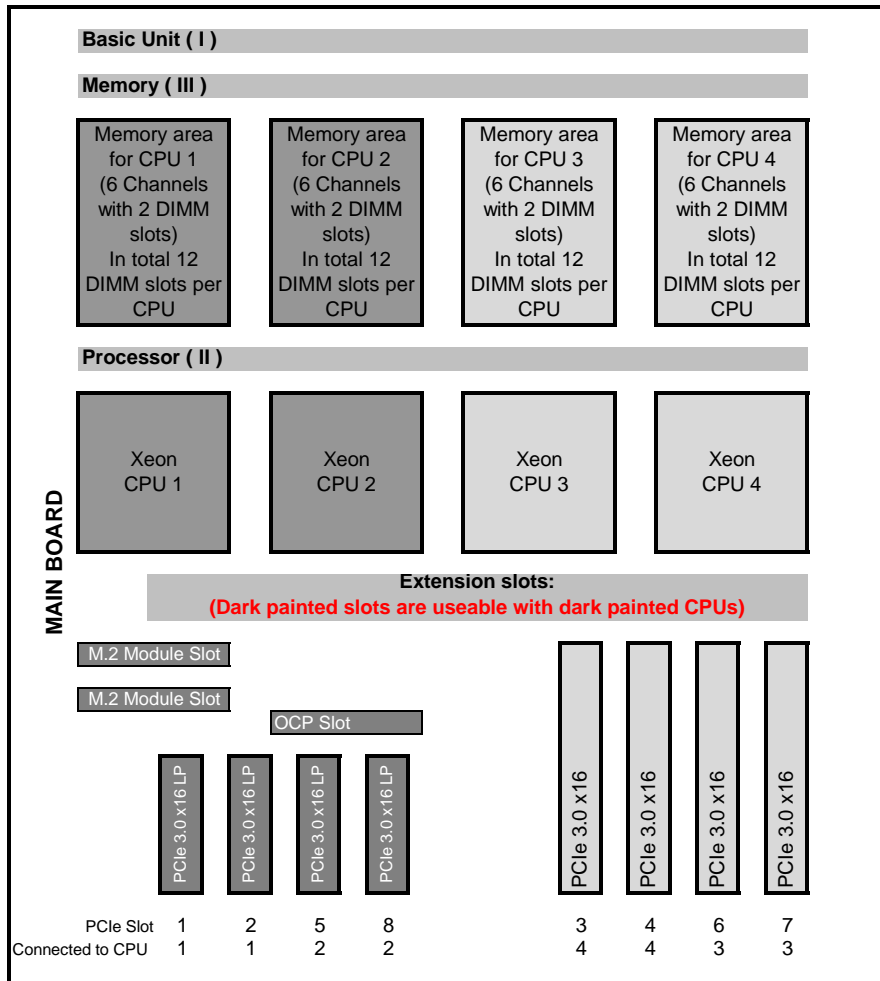 Basic Unit ( I )
Memory ( III )
Memory area
for CPU 1
(6 Channels
with 2 DIMM
slots)
In total 12
DIMM slots per
CPU
Memory area
for CPU 2
(6 Channels
with 2 DIMM
slots)
In total 12
DIMM slots per
CPU
Memory area
for CPU 3
(6 Channels
with 2 DIMM
slots)
In total 12
DIMM slots per
CPU
Memory area
for CPU 4
(6 Channels
with 2 DIMM
slots)
In total 12
DIMM slots per
CPU
Processor ( II )
Xeon
CPU 1
Xeon
CPU 2
Xeon
CPU 3
Xeon
CPU 4
MAIN BOARD
Extension slots:
(Dark painted slots are useable with dark painted CPUs)
M.2 Module Slot
M.2 Module Slot
OCP Slot
PCIe 3.0 x16 LP
PCIe 3.0 x16 LP
PCIe 3.0 x16 LP
PCIe 3.0 x16 LP
PCIe 3.0 x16
PCIe 3.0 x16
PCIe 3.0 x16
PCIe 3.0 x16
PCIe Slot 1 2 5 8 3 4 6 7
Connected to CPU 1 1 2 2 4 4 3 3